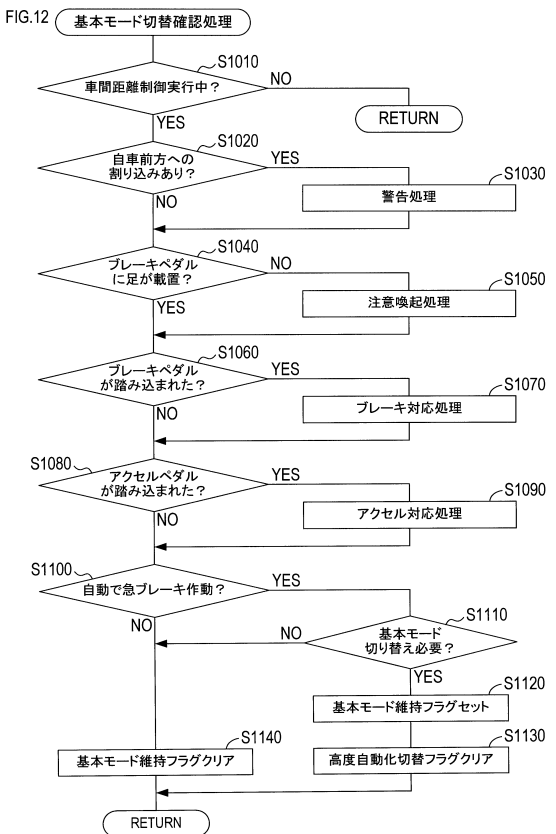 FIG.12
基本モード切替確認処理
S1010
車間距離制御実行中？
NO
RETURN
YES
S1020
自車前方への
割り込みあり？
YES
S1030
警告処理
NO
S1040
ブレーキペダル
に足が載置？
NO
S1050
注意喚起処理
YES
S1060
ブレーキペダル
が踏み込まれた？
YES
S1070
ブレーキ対応処理
NO
S1080
アクセルペダル
が踏み込まれた？
YES
S1090
アクセル対応処理
NO
S1100
自動で急ブレーキ作動？
YES
S1110
基本モード
切り替え必要？
NO
NO
YES
S1120
基本モード維持フラグセット
S1130
高度自動化切替フラグクリア
S1140
基本モード維持フラグクリア
RETURN